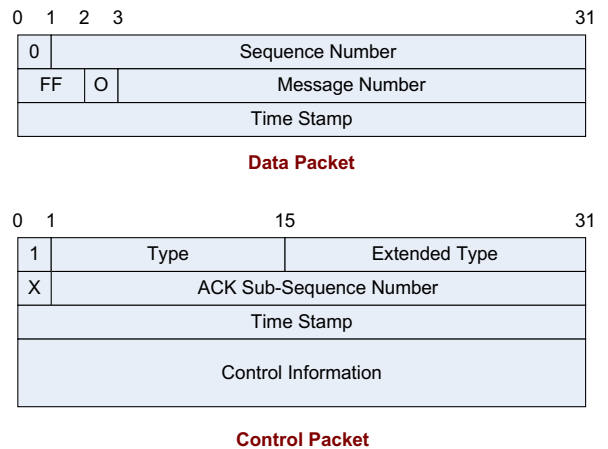 0 1 2 3 31
0 Sequence Number
FF O Message Number
Time Stamp
Data Packet
0 1 15 31
1 Type Extended Type
X ACK Sub-Sequence Number
Time Stamp
Control Information
Control Packet